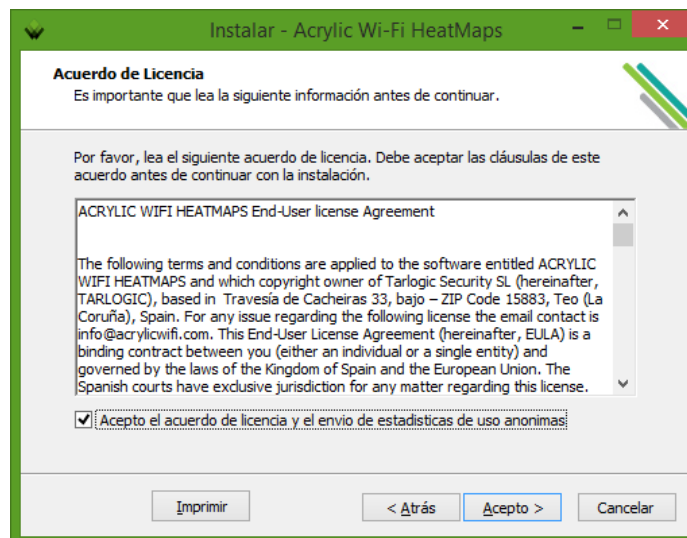 Instalar - Acrylic Wi-Fi HeatMaps
Acuerdo de Licencia
Es importante que lea la siguiente información antes de continuar.
Por favor, lea el siguiente acuerdo de licencia. Debe aceptar las cláusulas de este
acuerdo antes de continuar con la instalación.
ACRYLIC WIFI HEATMAPS End-User license Agreement
The following terms and conditions are applied to the software entitled ACRYLIC
WIFI HEATMAPS and which copyright owner of Tarlogic Security SL (hereinafter,
TARLOGIC), based in  Travesía de Cacheiras 33, bajo – ZIP Code 15883, Teo (La
Coruña), Spain. For any issue regarding the following license the email contact is
info@acrylicwifi.com. This End-User License Agreement (hereinafter, EULA) is a
binding contract between you (either an individual or a single entity) and
governed by the laws of the Kingdom of Spain and the European Union. The
Spanish courts have exclusive jurisdiction for any matter regarding this license.
Acepto el acuerdo de licencia y el envio de estadisticas de uso anonimas
Imprimir
< Atrás
Acepto >
Cancelar